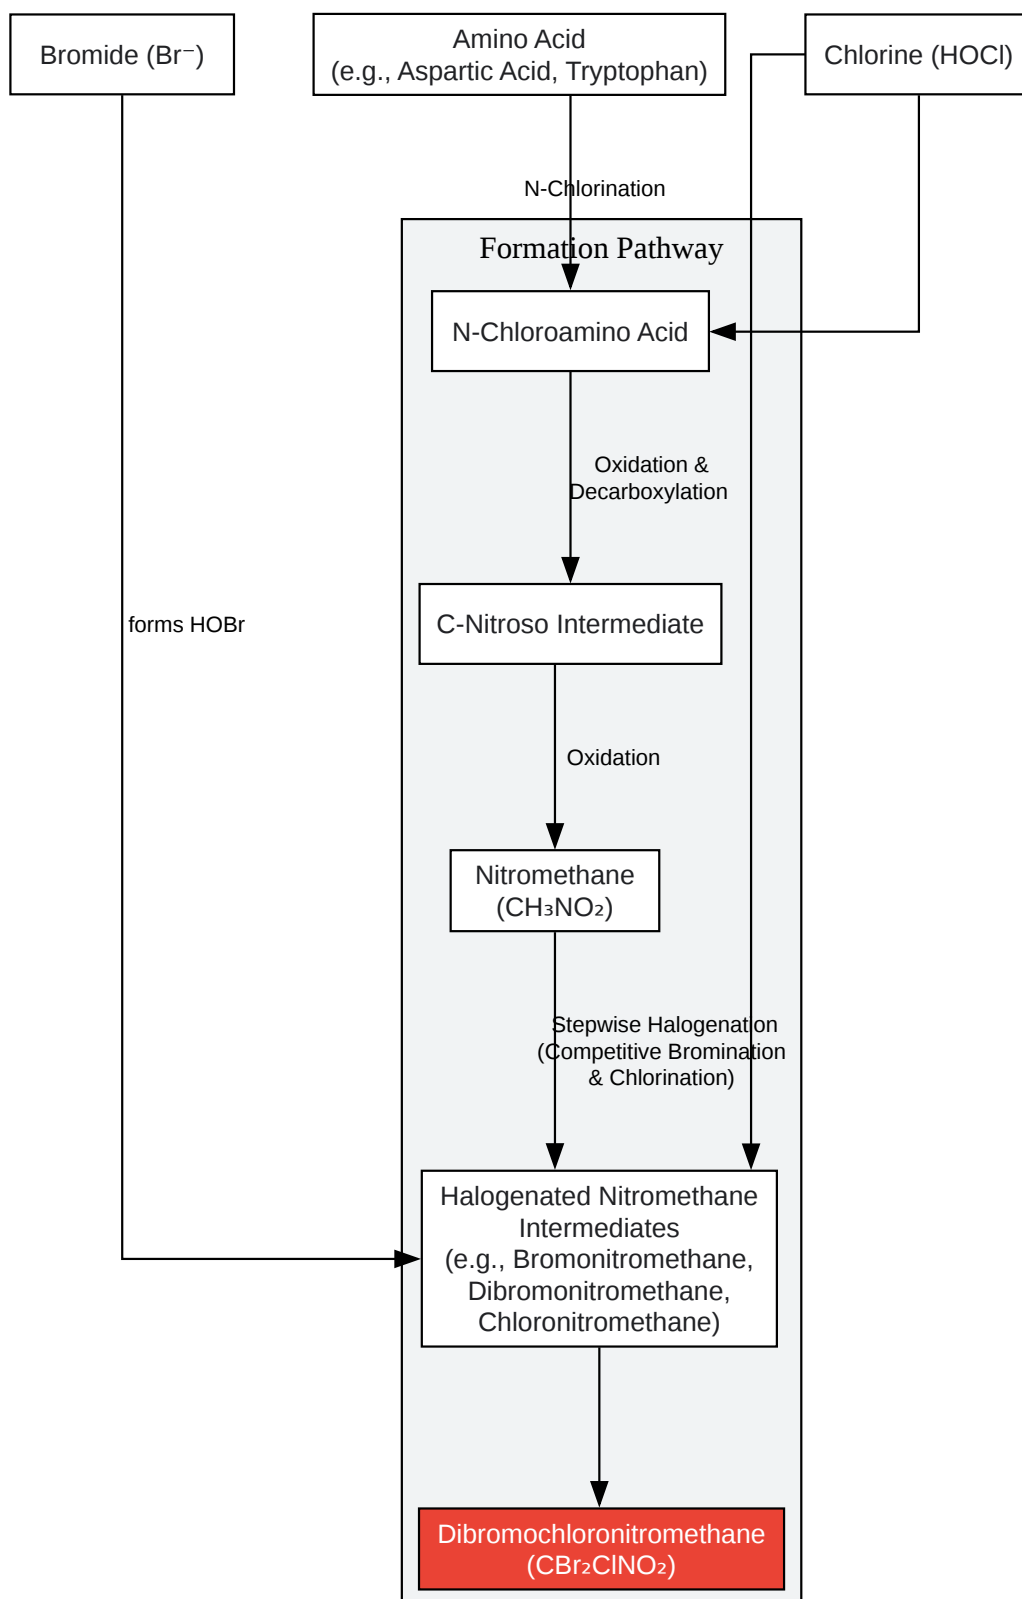 Bromide (Br⁻)
Amino Acid
(e.g., Aspartic Acid, Tryptophan)
Chlorine (HOCl)
N-Chlorination
Formation Pathway
N-Chloroamino Acid
Oxidation &
Decarboxylation
C-Nitroso Intermediate
forms HOBr
Oxidation
Nitromethane
(CH₃NO₂)
Stepwise Halogenation
(Competitive Bromination
& Chlorination)
Halogenated Nitromethane
Intermediates
(e.g., Bromonitromethane,
Dibromonitromethane,
Chloronitromethane)
Dibromochloronitromethane
(CBr₂ClNO₂)